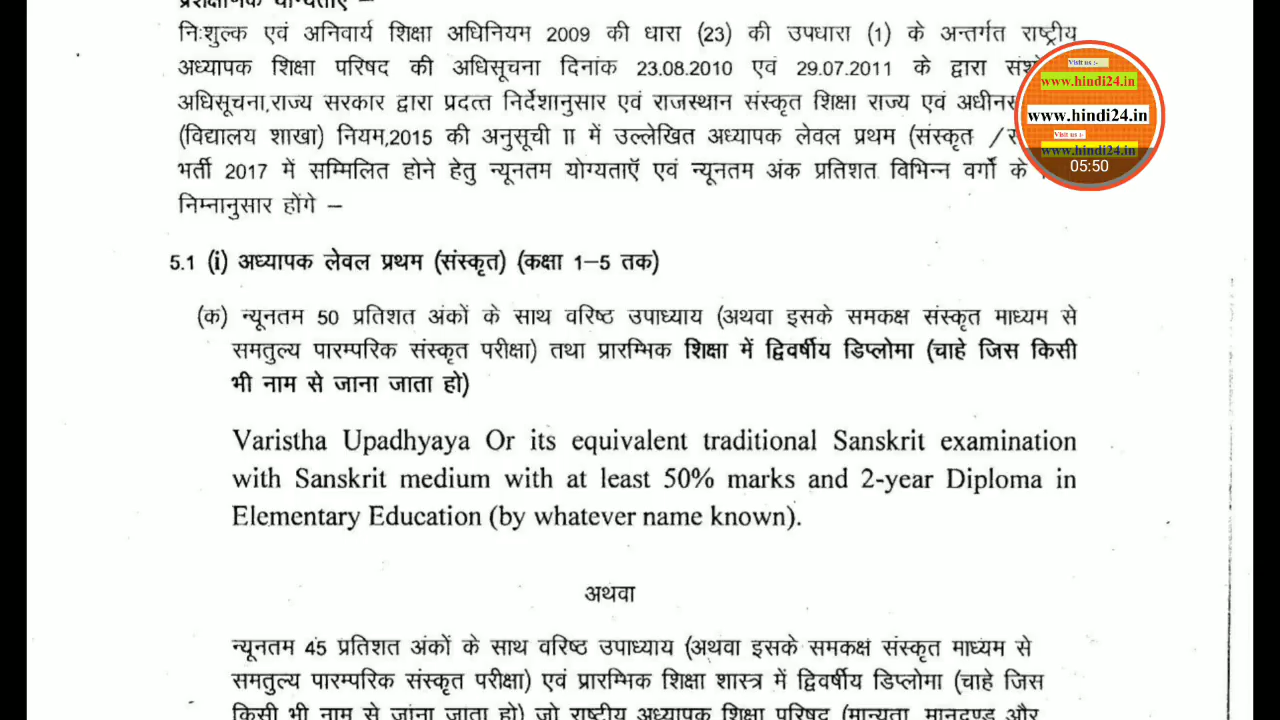 प्रशैक्षणिक योग्यताऐं –
निःशुल्क एवं अनिवार्य शिक्षा अधिनियम 2009 की धारा (23) की उपधारा (1) के अन्तर्गत राष्ट्रीय
अध्यापक शिक्षा परिषद की अधिसूचना दिनांक 23.08.2010 एवं 29.07.2011 के द्वारा
अधिसूचना,राज्य सरकार द्वारा प्रदत्त निर्देशानुसार एवं राजस्थान संस्कृत शिक्षा राज्य एवं
(विद्यालय शाखा) नियम,2015 की अनुसूची II में उल्लेखित अध्यापक लेवल प्रथम (संस्कृत /
भर्ती 2017 में सम्मिलित होने हेतु न्यूनतम योग्यताऍ एवं न्यूनतम अंक प्रतिशत विभिन्न वर्गों के
निम्नानुसार होंगे –
5.1 (i) अध्यापक लेवल प्रथम (संस्कृत) (कक्षा 1–5 तक)
(क) न्यूनतम 50 प्रतिशत अंकों के साथ वरिष्ठ उपाध्याय (अथवा इसके समकक्ष संस्कृत माध्यम से
समतुल्य पारम्परिक संस्कृत परीक्षा) तथा प्रारम्भिक शिक्षा में द्विवर्षीय डिप्लोमा (चाहे जिस किसी
भी नाम से जाना जाता हो)
Varistha Upadhyaya Or its equivalent traditional Sanskrit examination
with Sanskrit medium with at least 50% marks and 2-year Diploma in
Elementary Education (by whatever name known).
अथवा
न्यूनतम 45 प्रतिशत अंकों के साथ वरिष्ठ उपाध्याय (अथवा इसके समकक्ष संस्कृत माध्यम से
समतुल्य पारम्परिक संस्कृत परीक्षा) एवं प्रारम्भिक शिक्षा शास्त्र में द्विवर्षीय डिप्लोमा (चाहे जिस
किसी भी नाम से जांना जाता हो) जो राष्ट्रीय अध्यापक शिक्षा परिषद (मान्यता, मानदण्ड और
Visit us :-
www.hindi24.in
www.hindi24.in
Visit us :-
www.hindi24.in
05:50